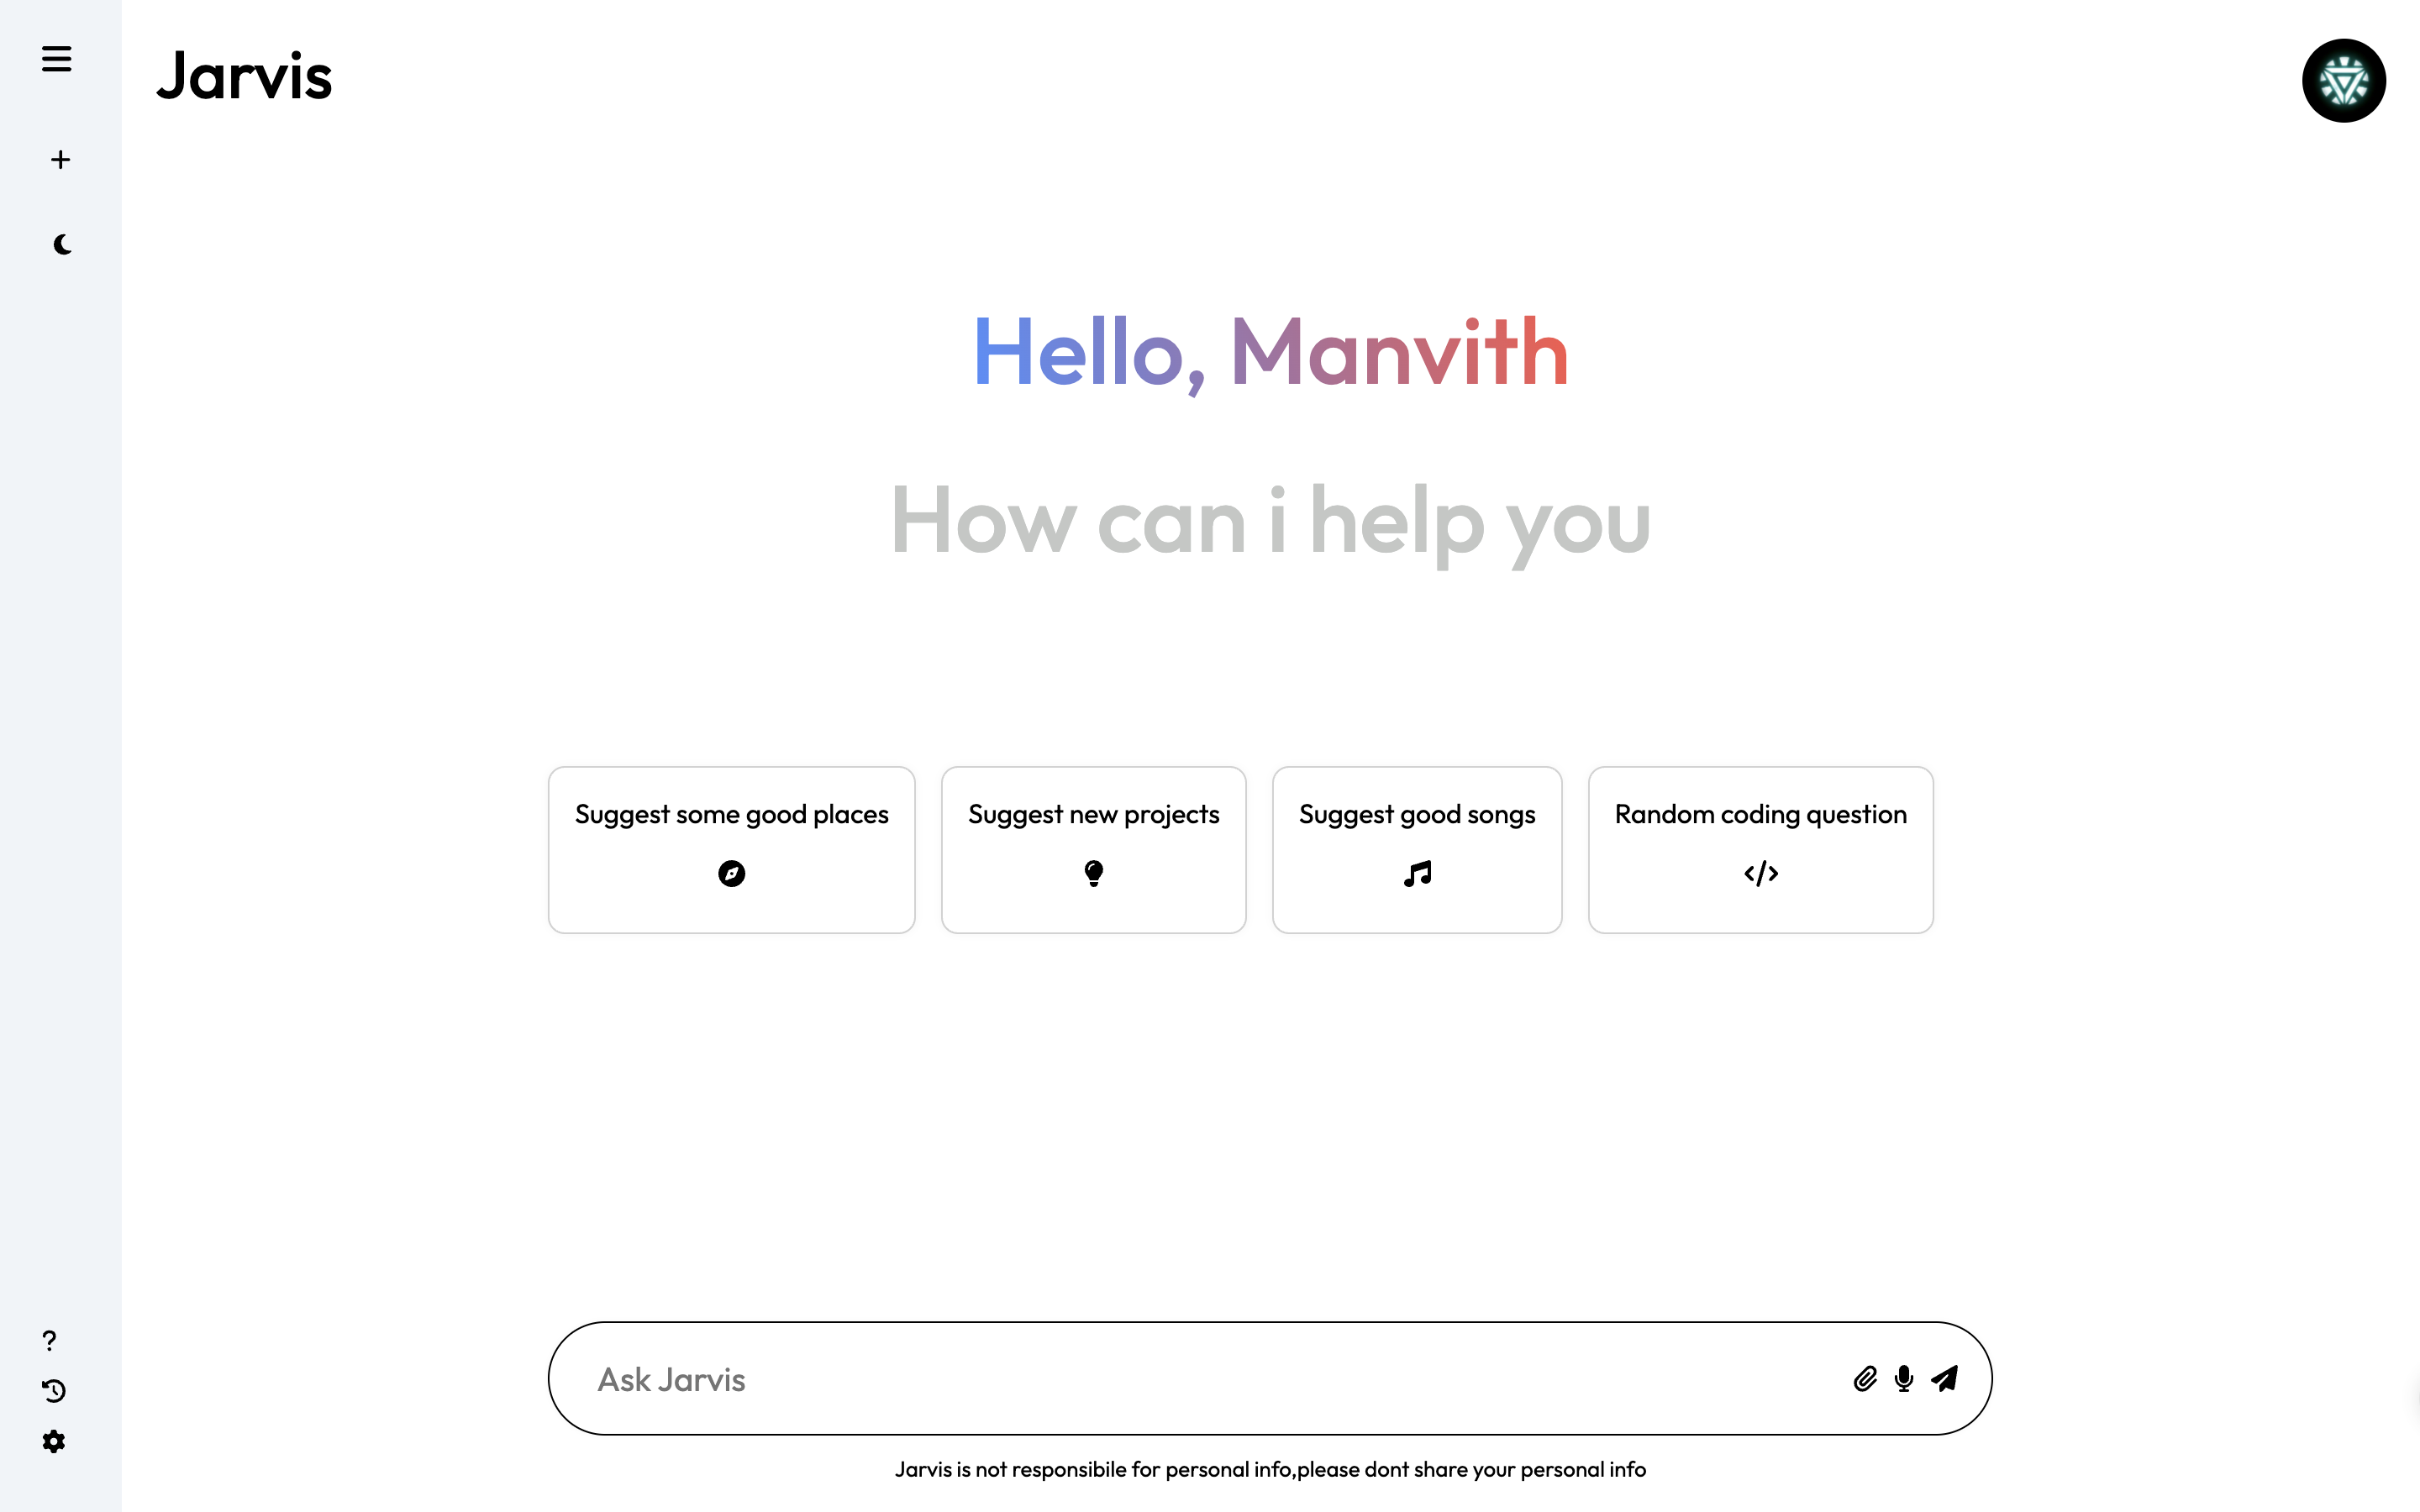 Jarvis
Hello, Manvith
How can i help you
Suggest some good places
Suggest new projects
Suggest good songs
Random coding question
Ask Jarvis
Jarvis is not responsibile for personal info,please dont share your personal info